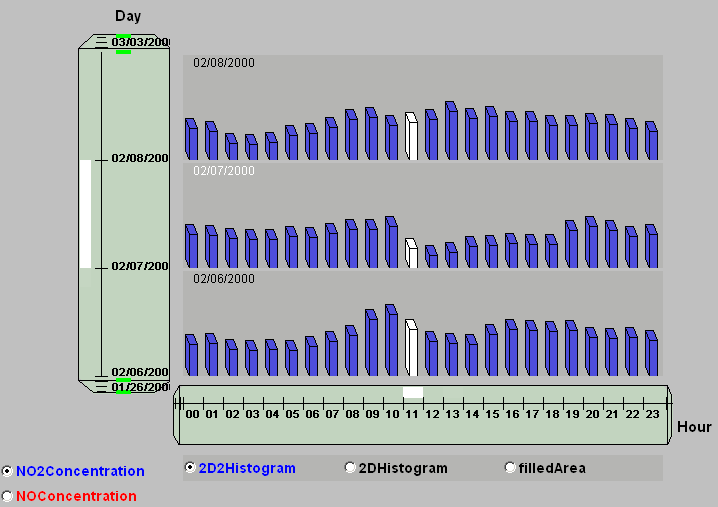 Day
03/03/200
02/08/2000
02/08/200
02/07/2000
02/07/200
02/06/2000
02/06/200
01/26/200
00 01 02 03 04 05 06 07 08 09 10 11 12 13 14 15 16 17 18 19 20 21 22 23
Hour
NO2Concentration
2D2Histogram 2DHistogram filledArea
NOConcentration